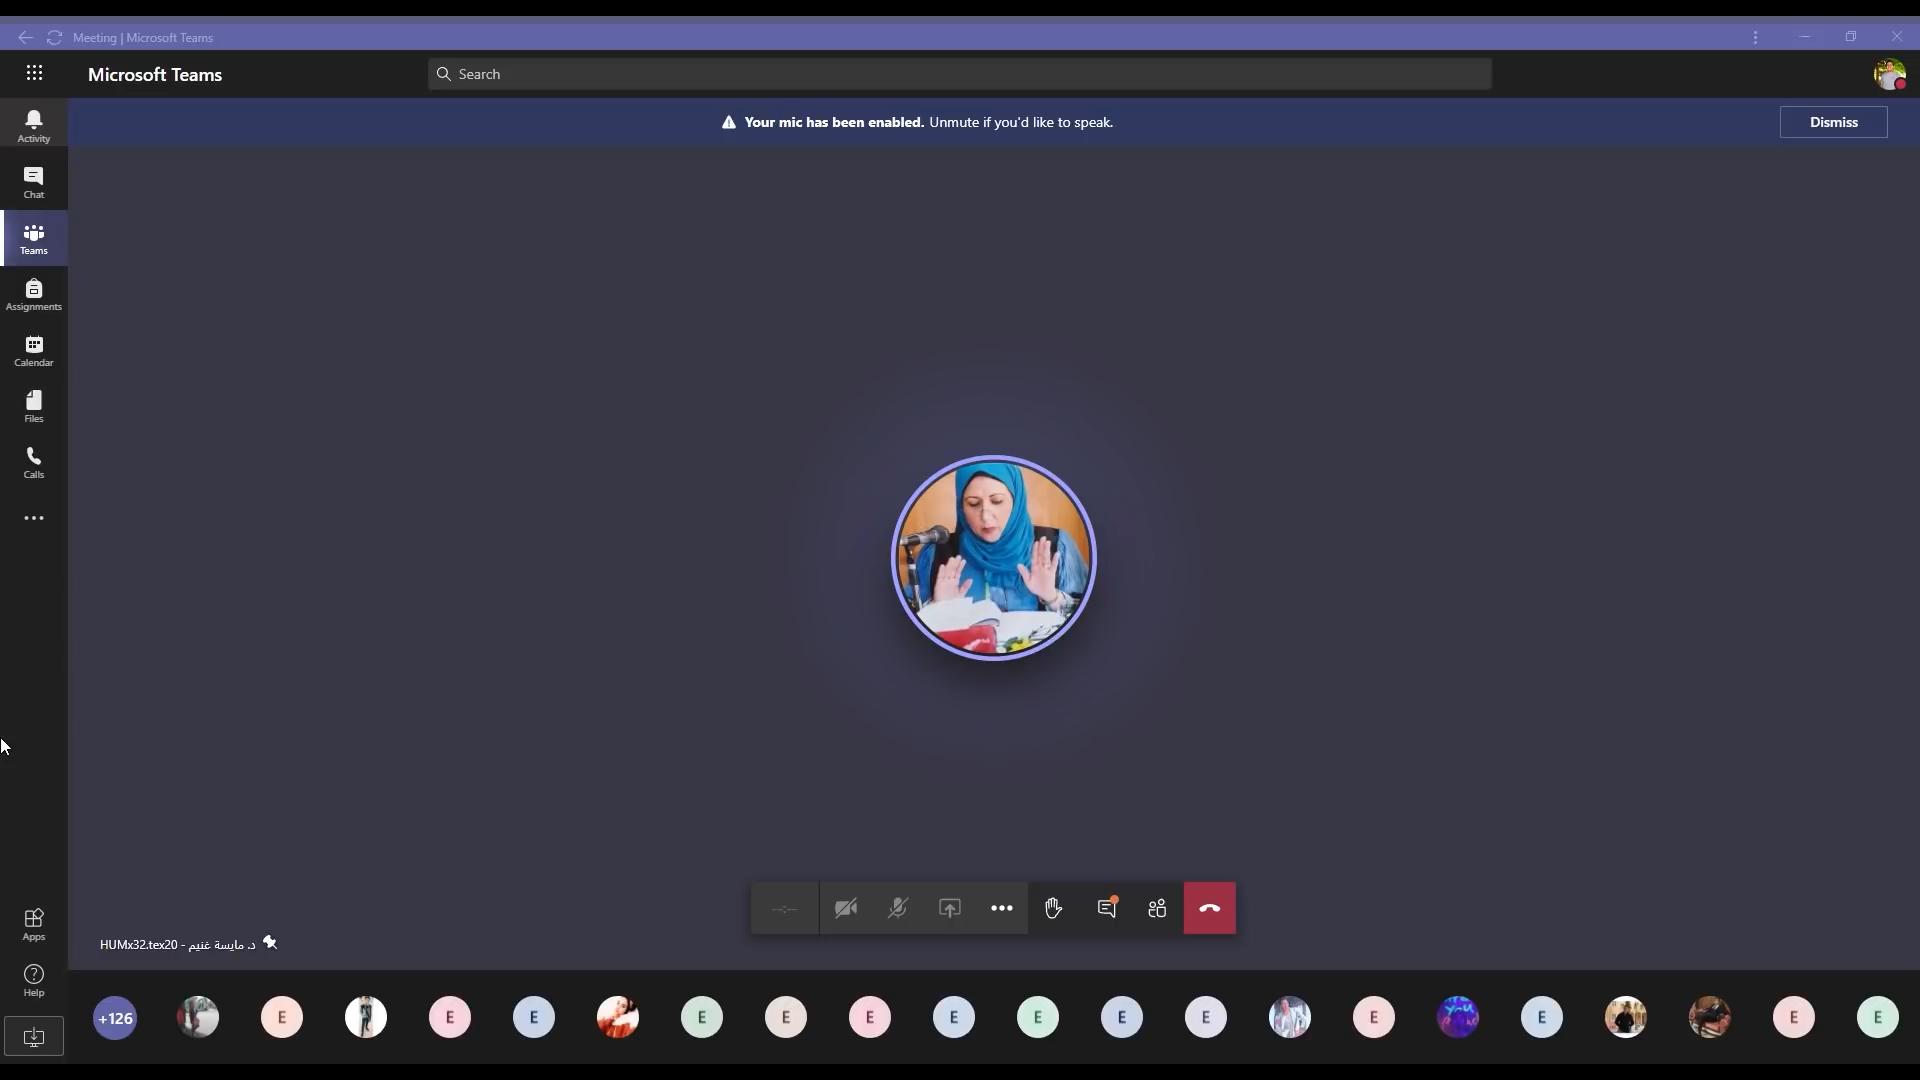 Meeting | Microsoft Teams
Microsoft Teams
Search
Your mic has been enabled. Unmute if you'd like to speak.
Dismiss
Activity
Chat
Teams
Assignments
Calendar
Files
Calls
Apps
Help
HUMx32.tex20 - د. مايسة غنيم
+126
E
E
E
E
E
E
E
E
E
E
E
E
E
E